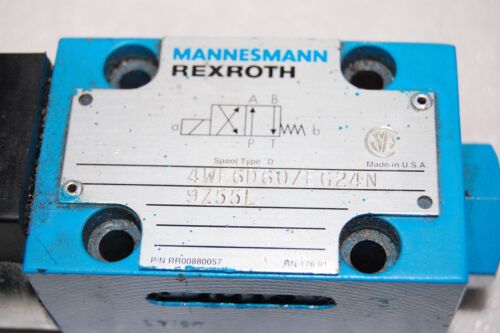 MANNESMANN
REXROTH
A B
a b
P T
Spool Type D
Made in U.S.A.
4WE6D60/EG24N
9Z55L
P/N RR00880057
AN 176 91